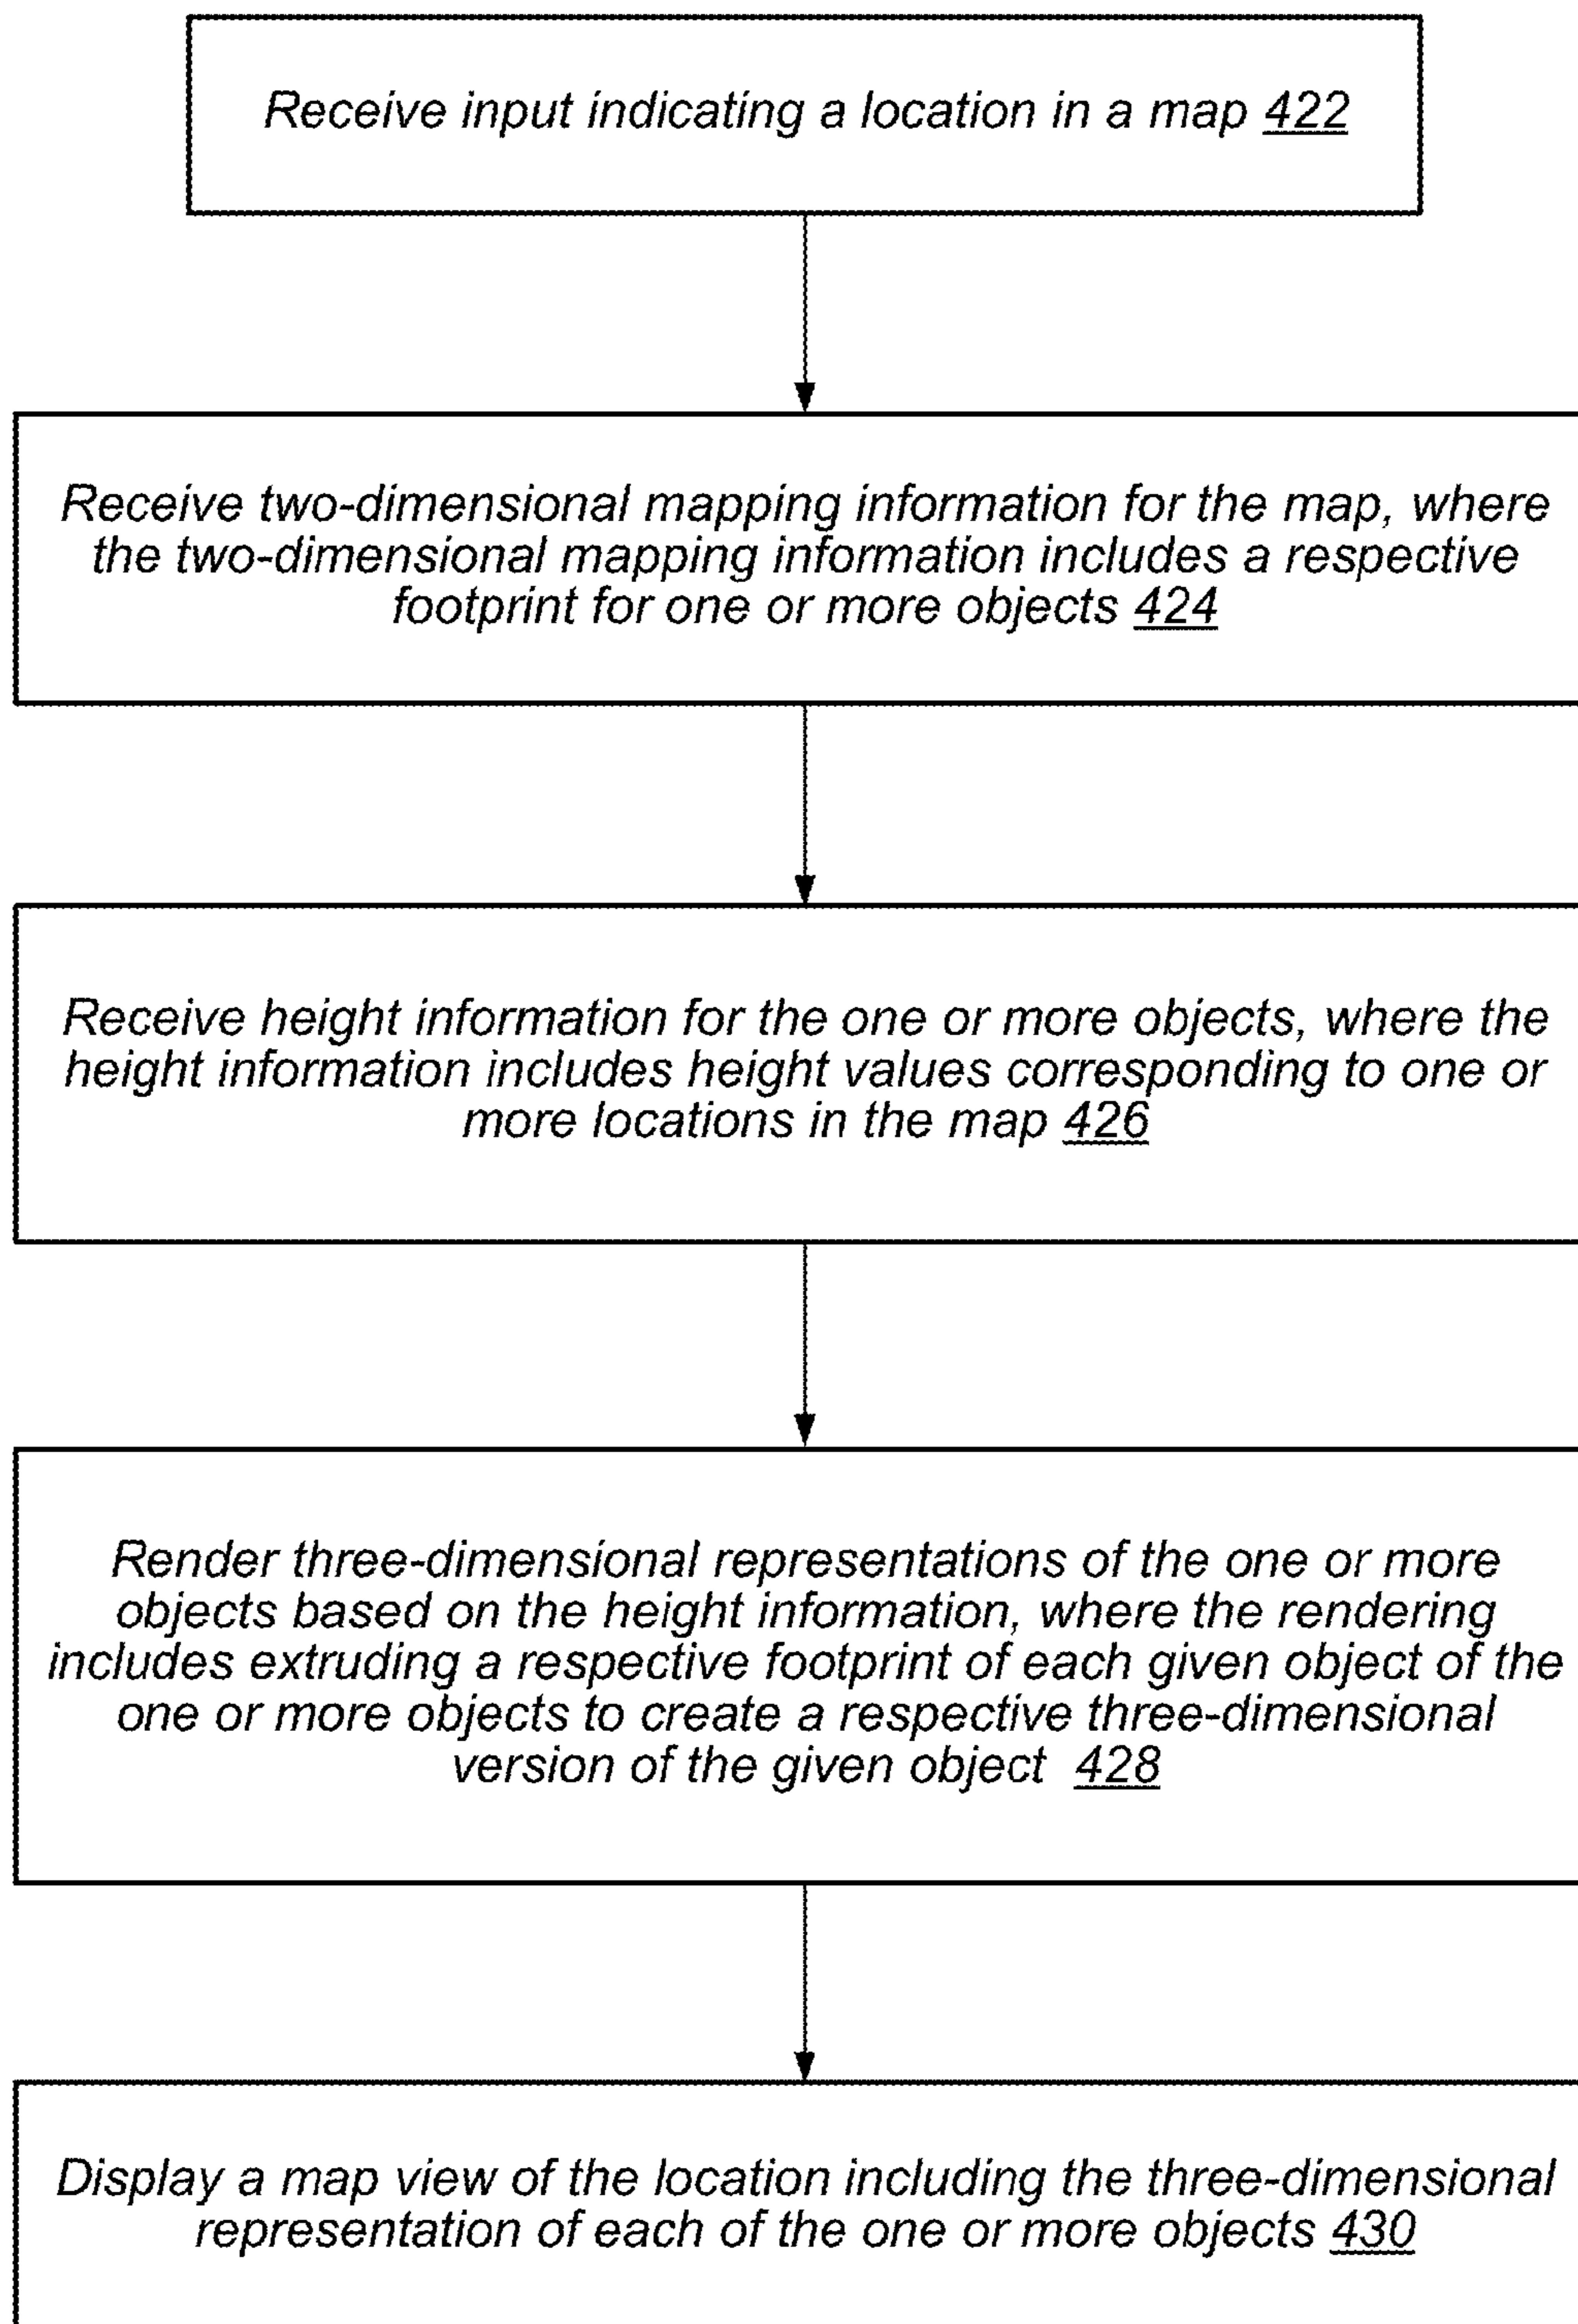 Receive input indicating a location in a map 422
Receive two-dimensional mapping information for the map, where
the two-dimensional mapping information includes a respective
footprint for one or more objects 424
Receive height information for the one or more objects, where the
height information includes height values corresponding to one or
more locations in the map 426
Render three-dimensional representations of the one or more
objects based on the height information, where the rendering
includes extruding a respective footprint of each given object of the
one or more objects to create a respective three-dimensional
version of the given object 428
Display a map view of the location including the three-dimensional
representation of each of the one or more objects 430